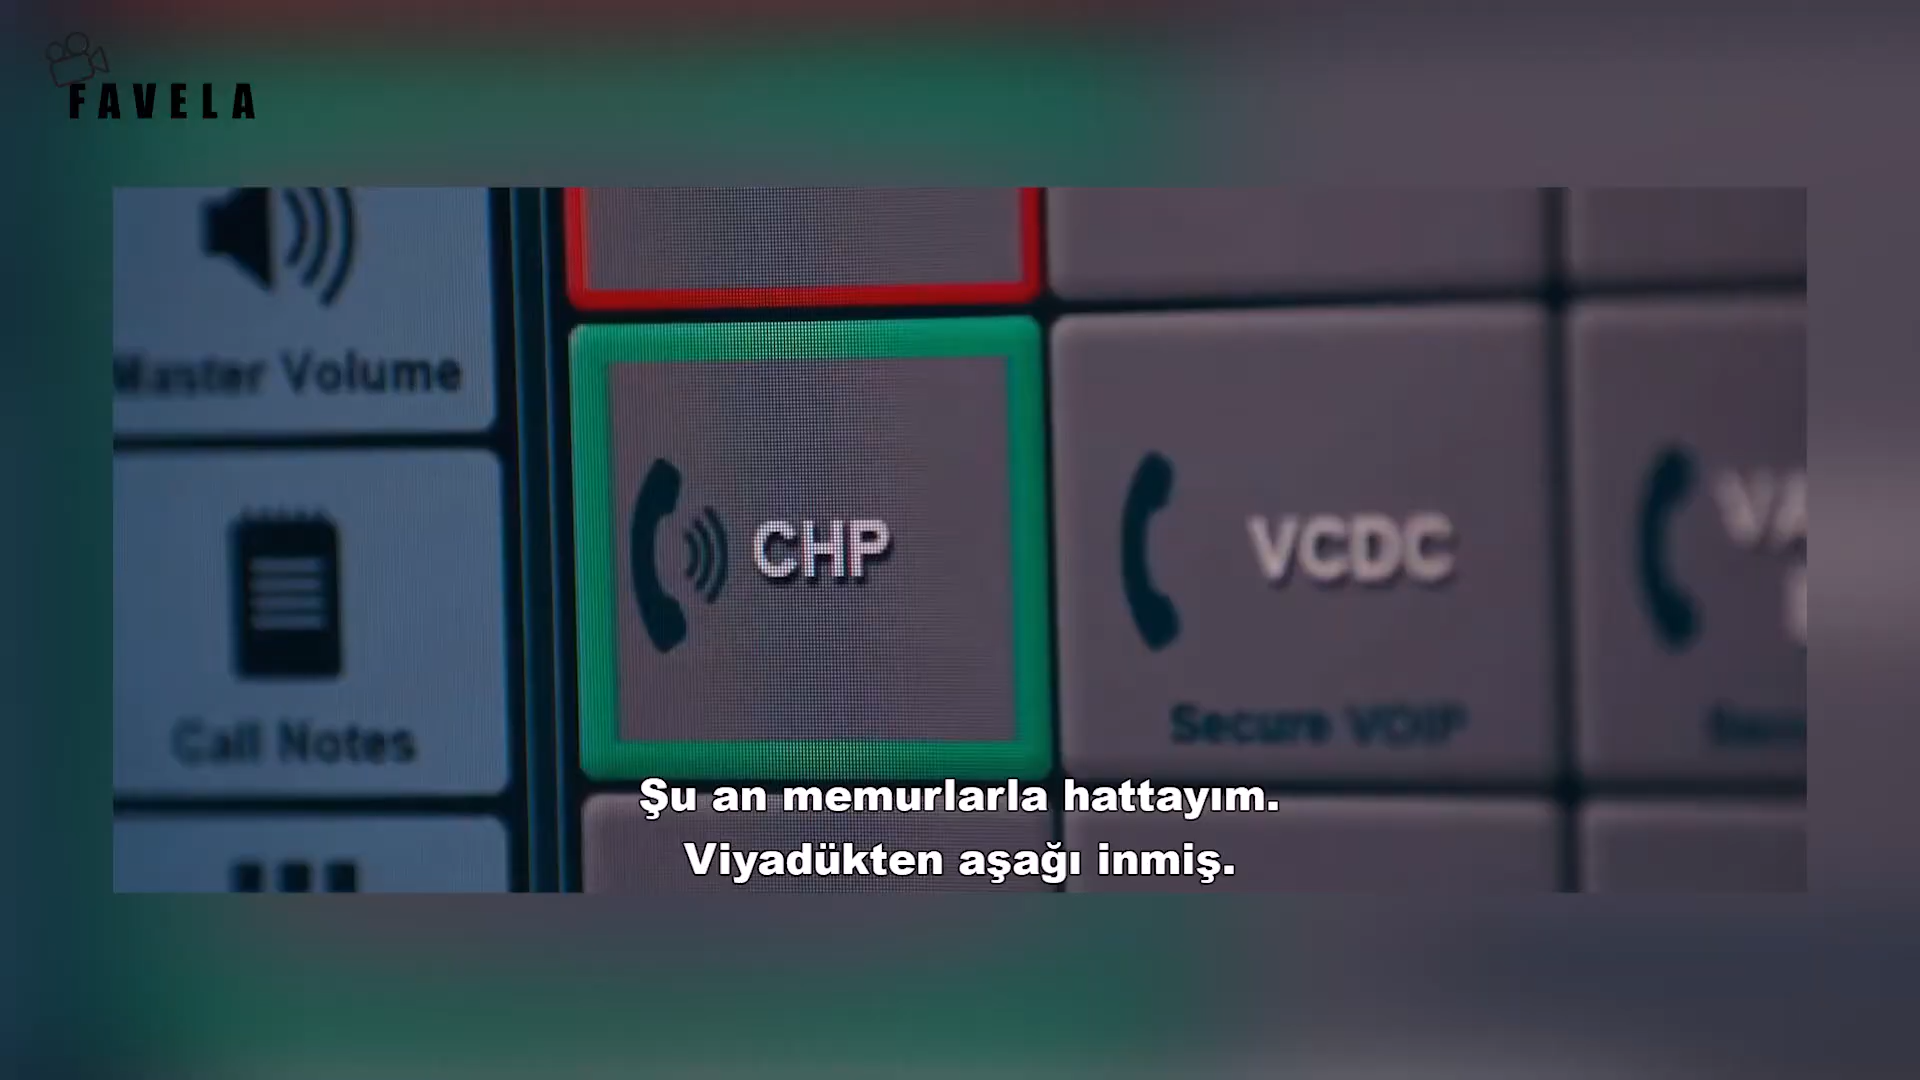 FAVELA
Master Volume
CHP
VCDC
Secure VOIP
Call Notes
Şu an memurlarla hattayım.
Viyadükten aşağı inmiş.